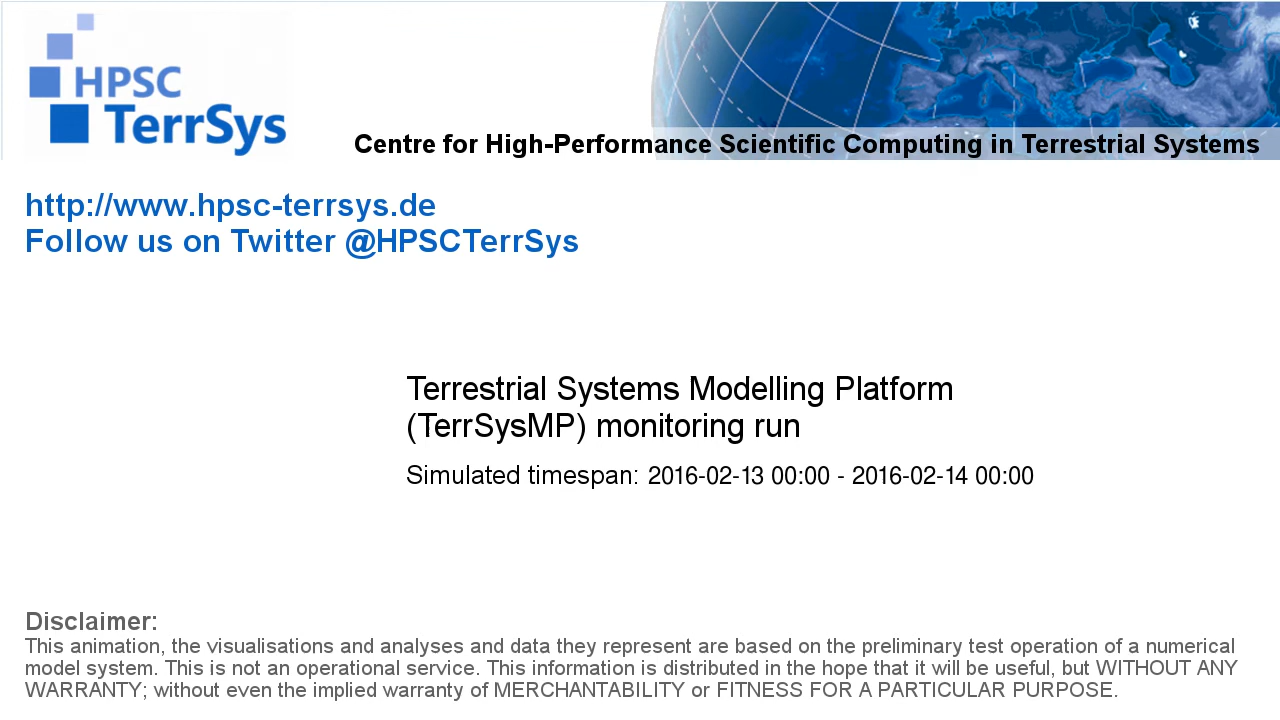 HPSC
TerrSys
Centre for High-Performance Scientific Computing in Terrestrial Systems
http://www.hpsc-terrsys.de
Follow us on Twitter @HPSCTerrSys
Terrestrial Systems Modelling Platform
(TerrSysMP) monitoring run
Simulated timespan: 2016-02-13 00:00 - 2016-02-14 00:00
Disclaimer:
This animation, the visualisations and analyses and data they represent are based on the preliminary test operation of a numerical
model system. This is not an operational service. This information is distributed in the hope that it will be useful, but WITHOUT ANY
WARRANTY; without even the implied warranty of MERCHANTABILITY or FITNESS FOR A PARTICULAR PURPOSE.